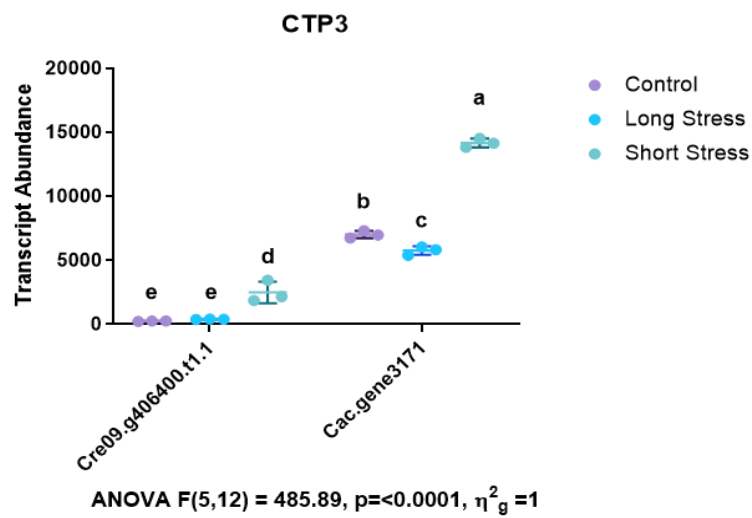 CTP3
20000
15000
10000
5000
0
Transcript Abundance
a
b
c
d
e
e
Control
Long Stress
Short Stress
Cre09.g406400.t1.1
Cac.gene3171
ANOVA F(5,12) = 485.89, p=<0.0001, η²g =1